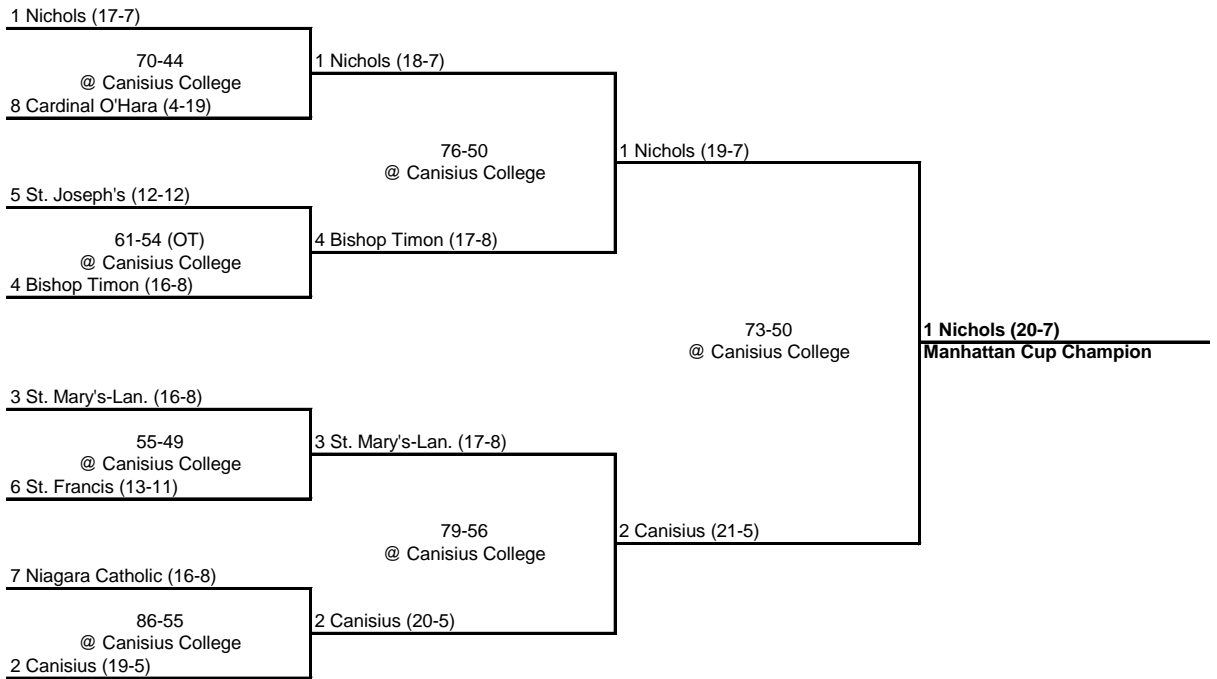 1 Nichols (17-7)
70-44
@ Canisius College
8 Cardinal O'Hara (4-19)
1 Nichols (18-7)
5 St. Joseph's (12-12)
61-54 (OT)
@ Canisius College
4 Bishop Timon (16-8)
4 Bishop Timon (17-8)
76-50
@ Canisius College
1 Nichols (19-7)
3 St. Mary's-Lan. (16-8)
55-49
@ Canisius College
6 St. Francis (13-11)
3 St. Mary's-Lan. (17-8)
7 Niagara Catholic (16-8)
86-55
@ Canisius College
2 Canisius (19-5)
2 Canisius (20-5)
79-56
@ Canisius College
2 Canisius (21-5)
73-50
@ Canisius College
1 Nichols (20-7)
Manhattan Cup Champion